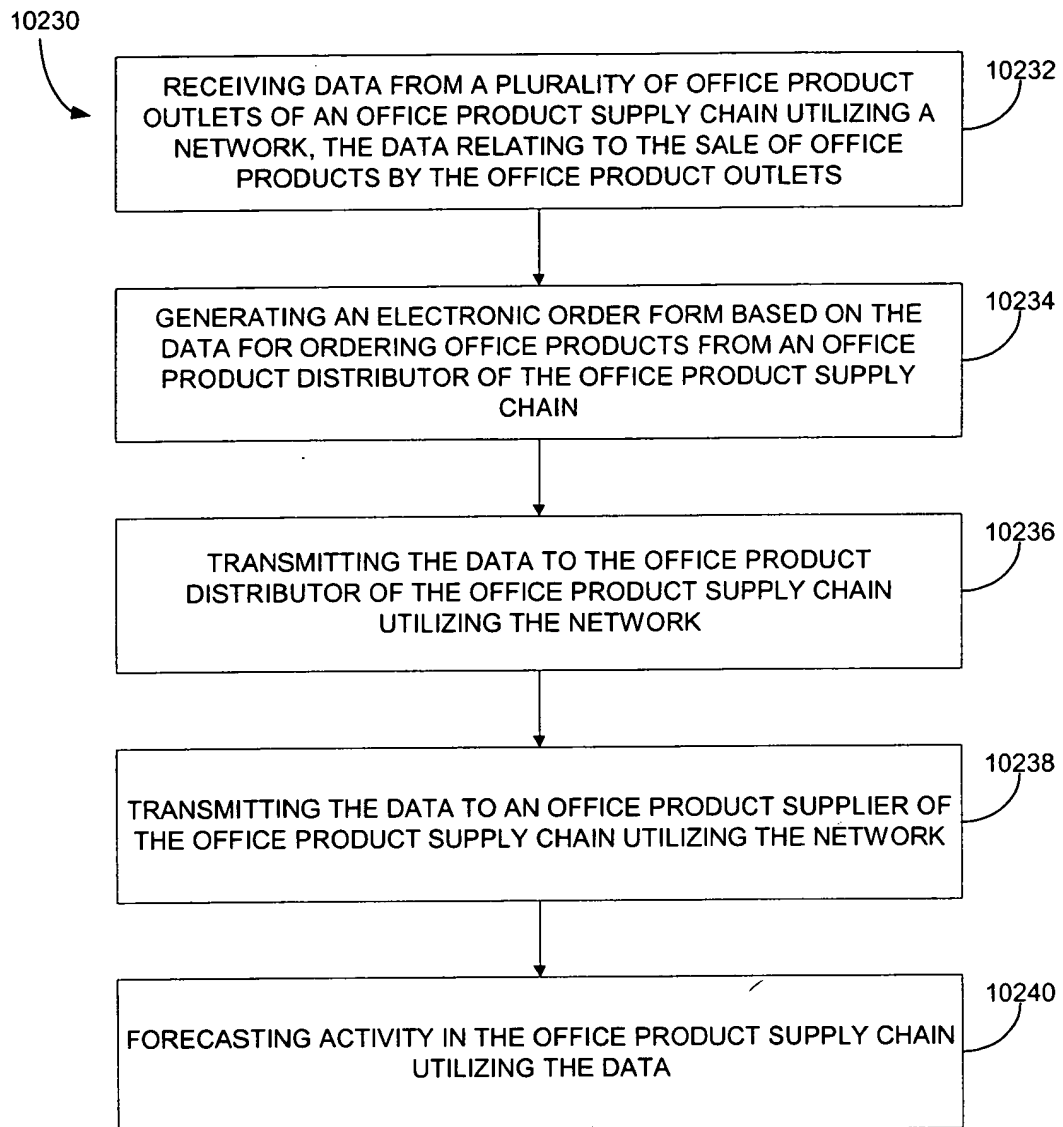 10230
10232
RECEIVING DATA FROM A PLURALITY OF OFFICE PRODUCT
OUTLETS OF AN OFFICE PRODUCT SUPPLY CHAIN UTILIZING A
NETWORK, THE DATA RELATING TO THE SALE OF OFFICE
PRODUCTS BY THE OFFICE PRODUCT OUTLETS
10234
GENERATING AN ELECTRONIC ORDER FORM BASED ON THE
DATA FOR ORDERING OFFICE PRODUCTS FROM AN OFFICE
PRODUCT DISTRIBUTOR OF THE OFFICE PRODUCT SUPPLY
CHAIN
10236
TRANSMITTING THE DATA TO THE OFFICE PRODUCT
DISTRIBUTOR OF THE OFFICE PRODUCT SUPPLY CHAIN
UTILIZING THE NETWORK
10238
TRANSMITTING THE DATA TO AN OFFICE PRODUCT SUPPLIER OF
THE OFFICE PRODUCT SUPPLY CHAIN UTILIZING THE NETWORK
10240
FORECASTING ACTIVITY IN THE OFFICE PRODUCT SUPPLY CHAIN
UTILIZING THE DATA